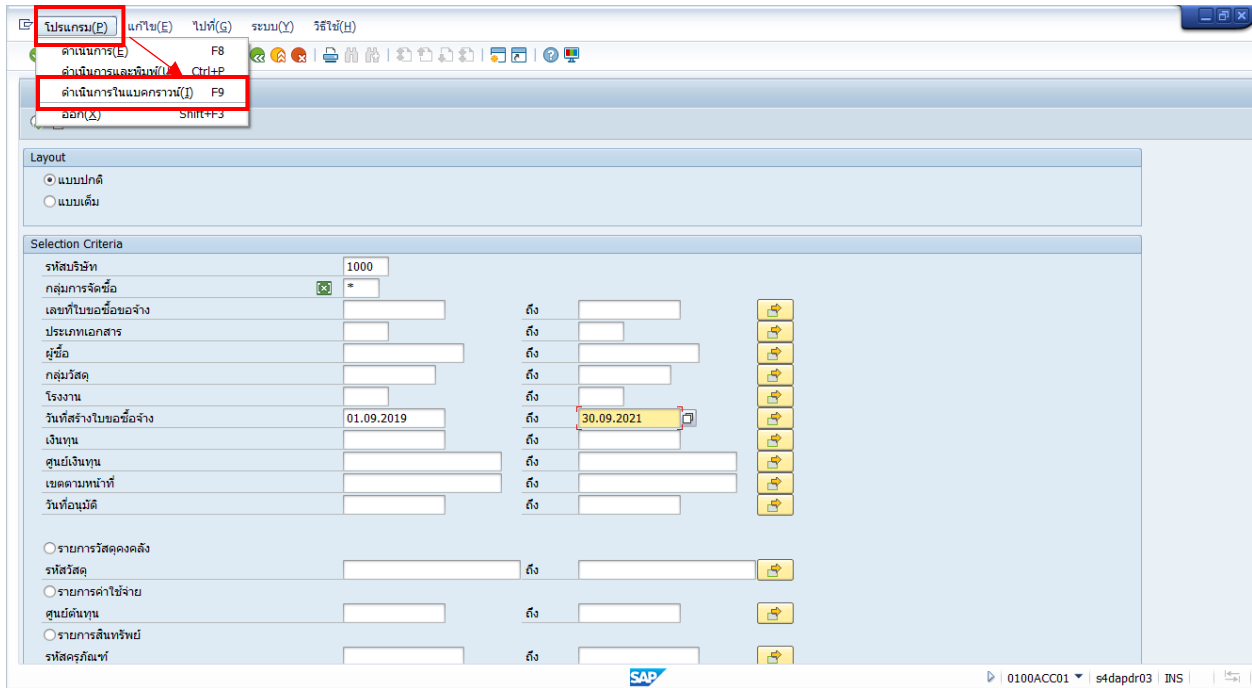 โปรแกรม(P) แก้ไข(E) ไปที่(G) ระบบ(Y) วิธีใช้(H)
ดำเนินการ(E) F8
ดำเนินการและพิมพ์(U) Ctrl+P
ดำเนินการในแบคกราวน์(I) F9
ออก(X) Shift+F3
Layout
แบบปกติ
แบบเต็ม
Selection Criteria
รหัสบริษัท 1000
กลุ่มการจัดซื้อ *
เลขที่ใบขอซื้อขอจ้าง ถึง
ประเภทเอกสาร ถึง
ผู้ซื้อ ถึง
กลุ่มวัสดุ ถึง
โรงงาน ถึง
วันที่สร้างใบขอซื้อจ้าง 01.09.2019 ถึง 30.09.2021
เงินทุน ถึง
ศูนย์เงินทุน ถึง
เขตตามหน้าที่ ถึง
วันที่อนุมัติ ถึง
รายการวัสดุคงคลัง
รหัสวัสดุ ถึง
รายการค่าใช้จ่าย
ศูนย์ต้นทุน ถึง
รายการสินทรัพย์
รหัสครุภัณฑ์ ถึง
SAP 0100ACC01 s4dapdr03 INS